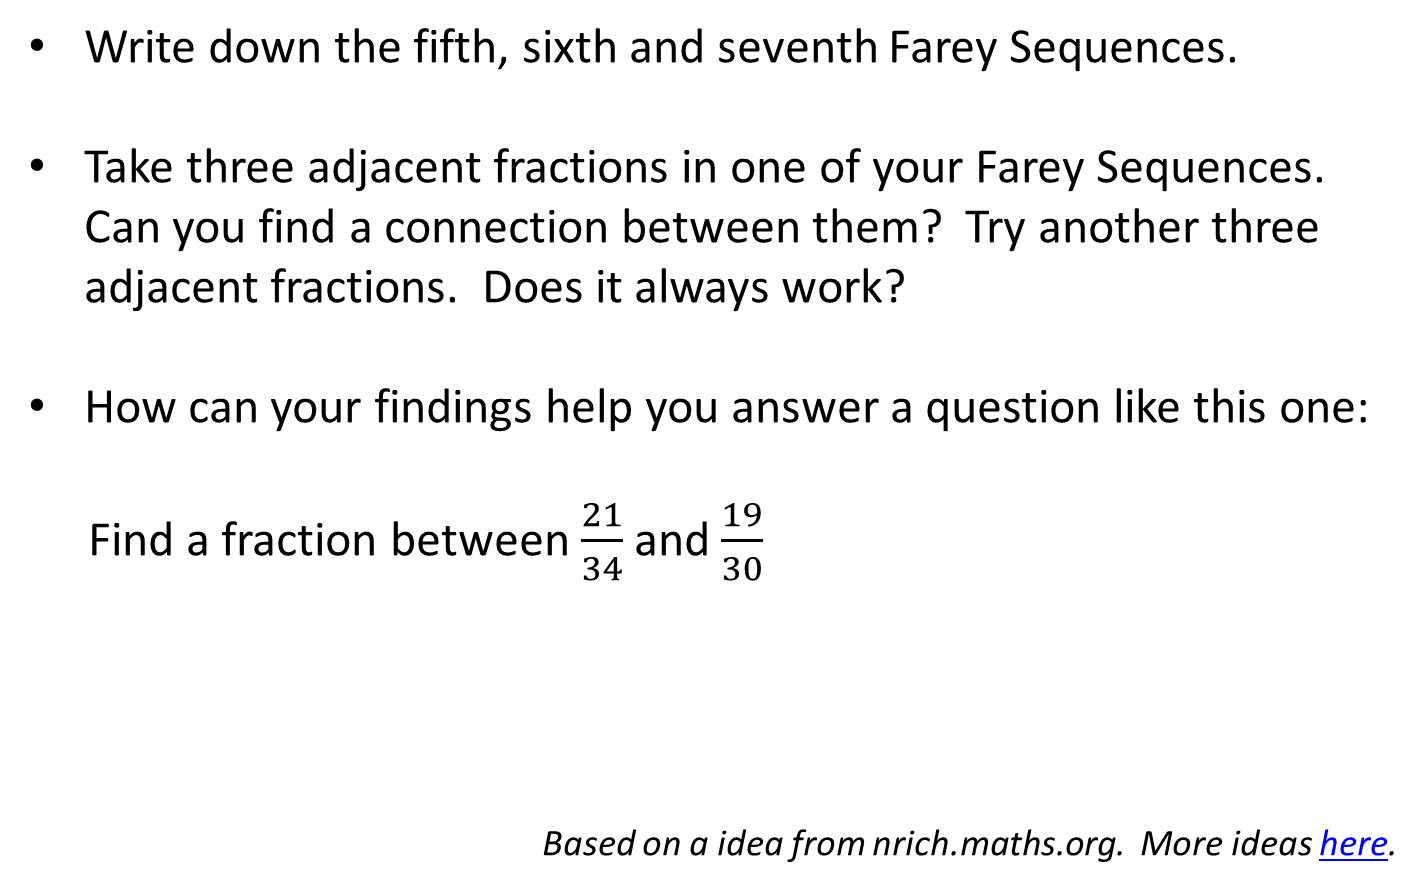 • Write down the fifth, sixth and seventh Farey Sequences.
• Take three adjacent fractions in one of your Farey Sequences.
Can you find a connection between them?  Try another three
adjacent fractions.  Does it always work?
• How can your findings help you answer a question like this one:
Find a fraction between 21/34 and 19/30
Based on a idea from nrich.maths.org.  More ideas here.